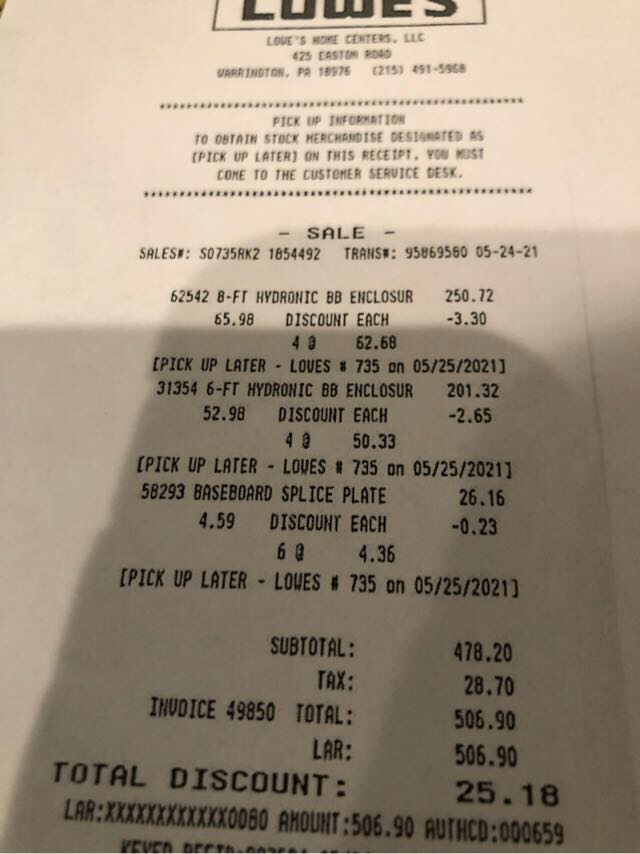 LOWE'S
LOWE'S HOME CENTERS, LLC
425 EASTON ROAD
WARRINGTON, PA 18976 (215) 491-5968
PICK UP INFORMATION
TO OBTAIN STOCK MERCHANDISE DESIGNATED AS
[PICK UP LATER] ON THIS RECEIPT, YOU MUST
COME TO THE CUSTOMER SERVICE DESK.
- SALE -
SALES#: S0735RK2 1854492 TRANS#: 95869580 05-24-21
62542 8-FT HYDRONIC BB ENCLOSUR 250.72
65.98 DISCOUNT EACH -3.30
4 @ 62.68
[PICK UP LATER - LOWES # 735 on 05/25/2021]
31354 6-FT HYDRONIC BB ENCLOSUR 201.32
52.98 DISCOUNT EACH -2.65
4 @ 50.33
[PICK UP LATER - LOWES # 735 on 05/25/2021]
58293 BASEBOARD SPLICE PLATE 26.16
4.59 DISCOUNT EACH -0.23
6 @ 4.36
[PICK UP LATER - LOWES # 735 on 05/25/2021]
SUBTOTAL: 478.20
TAX: 28.70
INVOICE 49850 TOTAL: 506.90
LAR: 506.90
TOTAL DISCOUNT: 25.18
LAR:XXXXXXXXXXXX0080 AMOUNT:506.90 AUTHCD:000659